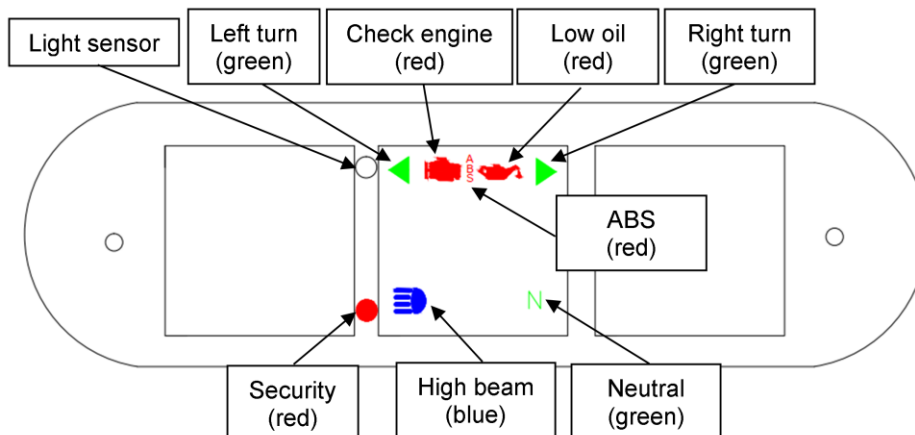 Light sensor
Left turn
(green)
Check engine
(red)
Low oil
(red)
Right turn
(green)
A
B
S
ABS
(red)
N
Security
(red)
High beam
(blue)
Neutral
(green)